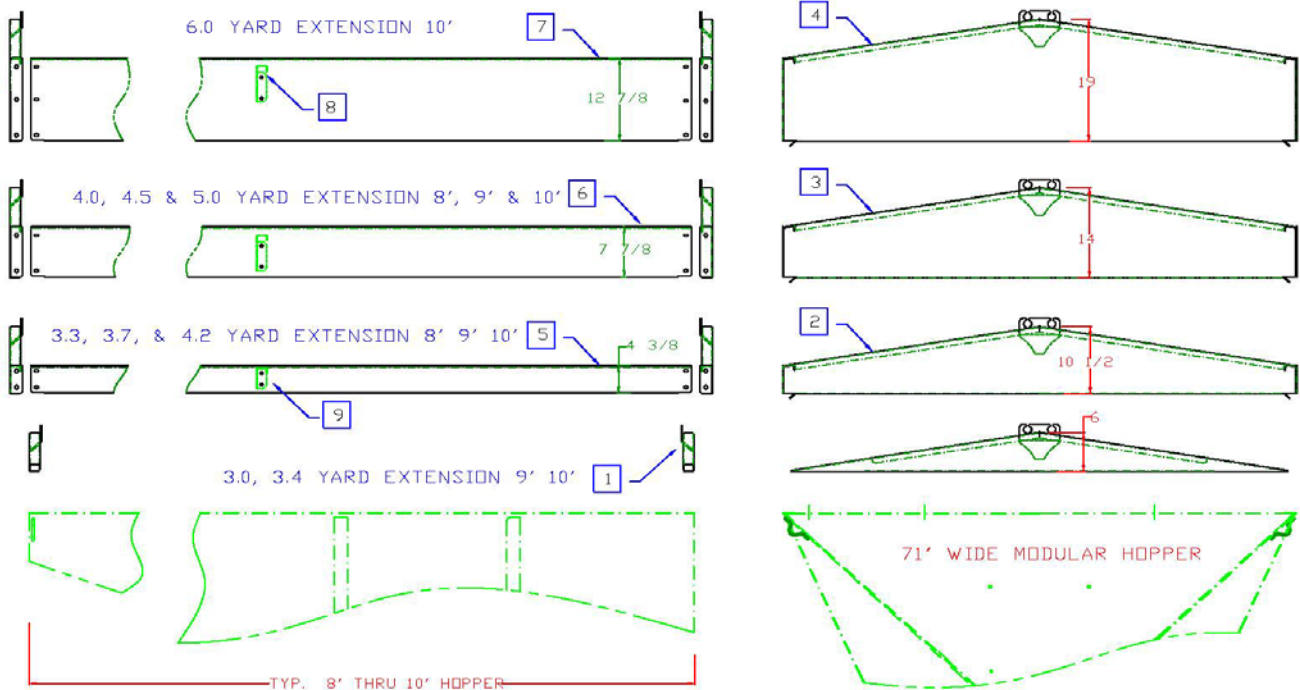 6.0 YARD EXTENSION 10'
7
4
8
12 7/8
19
4.0, 4.5 & 5.0 YARD EXTENSION 8', 9' & 10'
6
3
7 7/8
14
3.3, 3.7, & 4.2 YARD EXTENSION 8' 9' 10'
5
2
4 3/8
10 1/2
9
6
3.0, 3.4 YARD EXTENSION 9' 10'
1
71' WIDE MODULAR HOPPER
TYP. 8' THRU 10' HOPPER